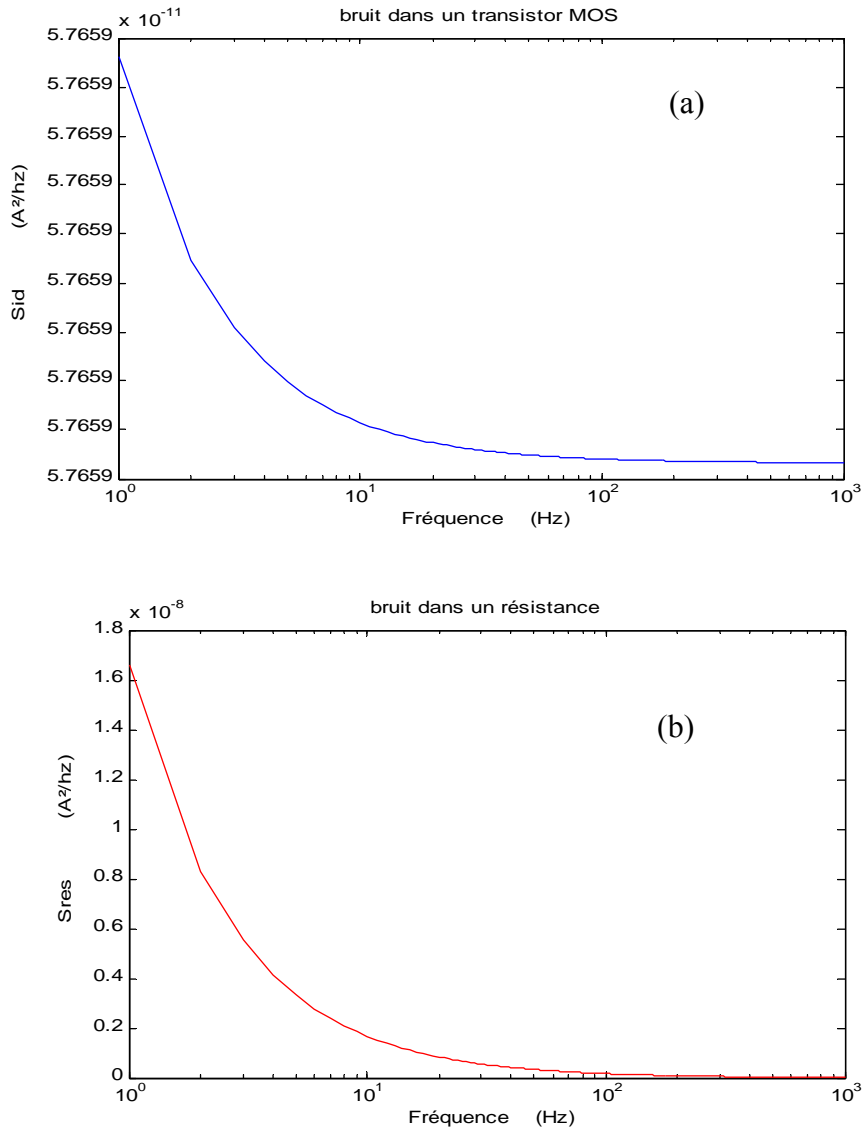 x 10^-11
bruit dans un transistor MOS
5.7659
5.7659
5.7659
5.7659
5.7659
5.7659
5.7659
5.7659
5.7659
5.7659
(a)
Sid (A²/hz)
10^0 10^1 10^2 10^3
Fréquence (Hz)
x 10^-8
bruit dans un résistance
1.8
1.6
1.4
1.2
1
0.8
0.6
0.4
0.2
0
(b)
Sres (A²/hz)
10^0 10^1 10^2 10^3
Fréquence (Hz)